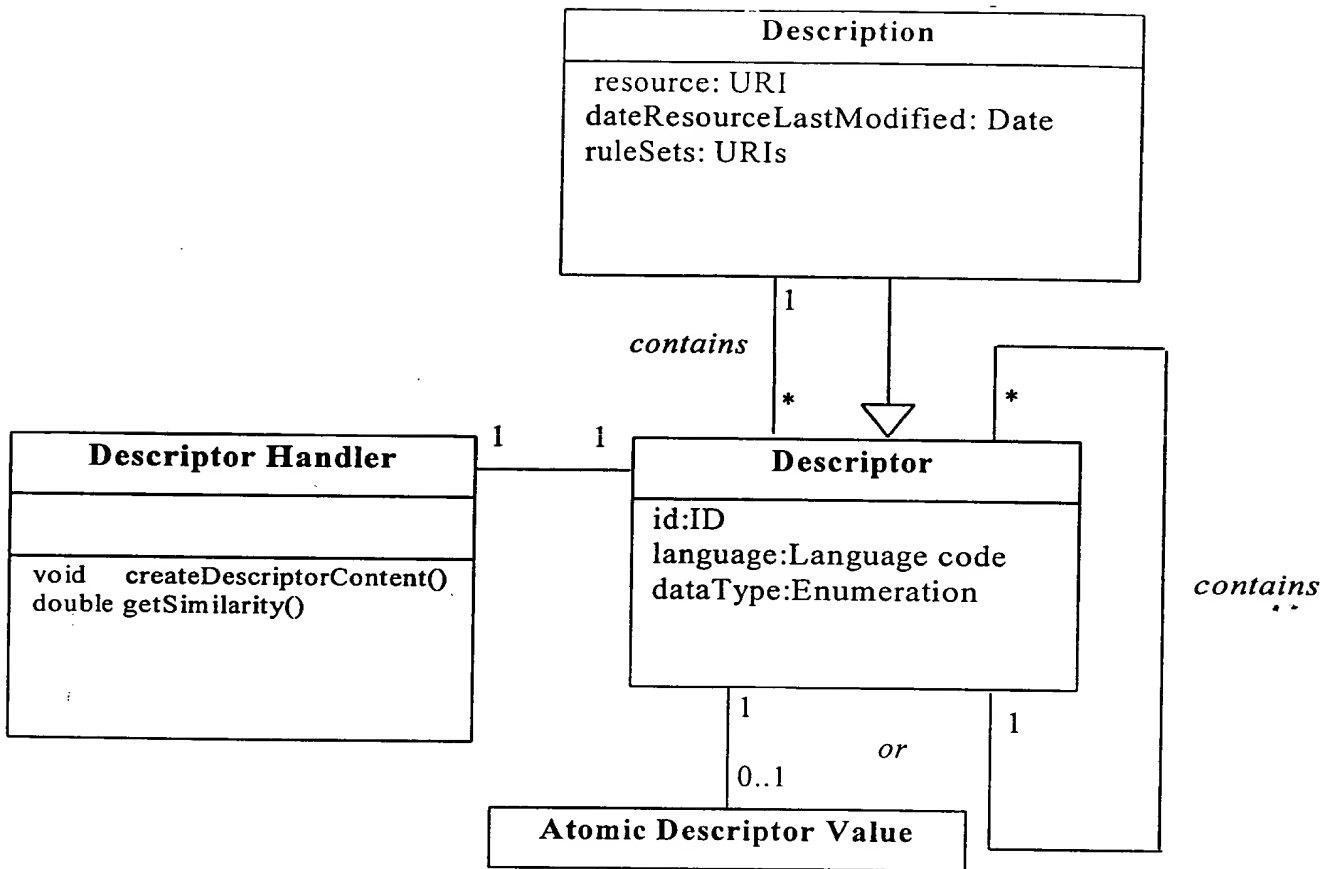 Description
resource: URI
dateResourceLastModified: Date
ruleSets: URIs
1
contains
*
*
1
1
Descriptor Handler
Descriptor
id:ID
language:Language code
dataType:Enumeration
void createDescriptorContent()
double getSimilarity()
contains
1
1
or
0..1
Atomic Descriptor Value